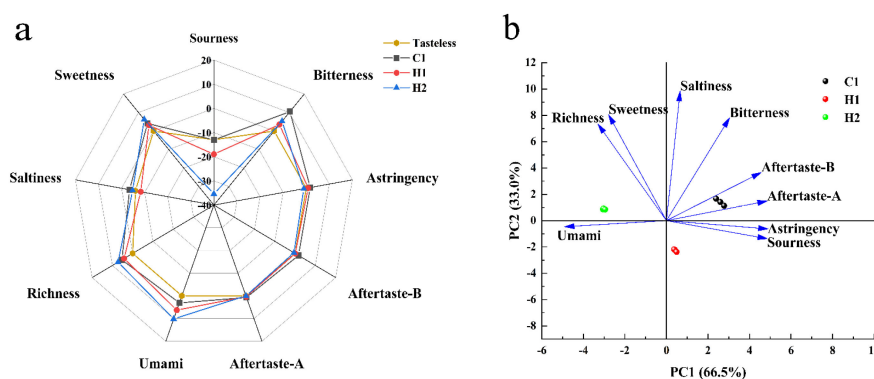 a
Sourness
Bitterness
Astringency
Aftertaste-B
Aftertaste-A
Umami
Richness
Saltiness
Sweetness
20
10
0
-10
-20
-30
-40
Tasteless
C1
H1
H2
b
PC2 (33.0%)
12
10
8
6
4
2
0
-2
-4
-6
-8
-6
-4
-2
0
2
4
6
8
10
PC1 (66.5%)
Saltiness
Sweetness
Richness
Bitterness
Aftertaste-B
Aftertaste-A
Umami
Astringency
Sourness
C1
H1
H2